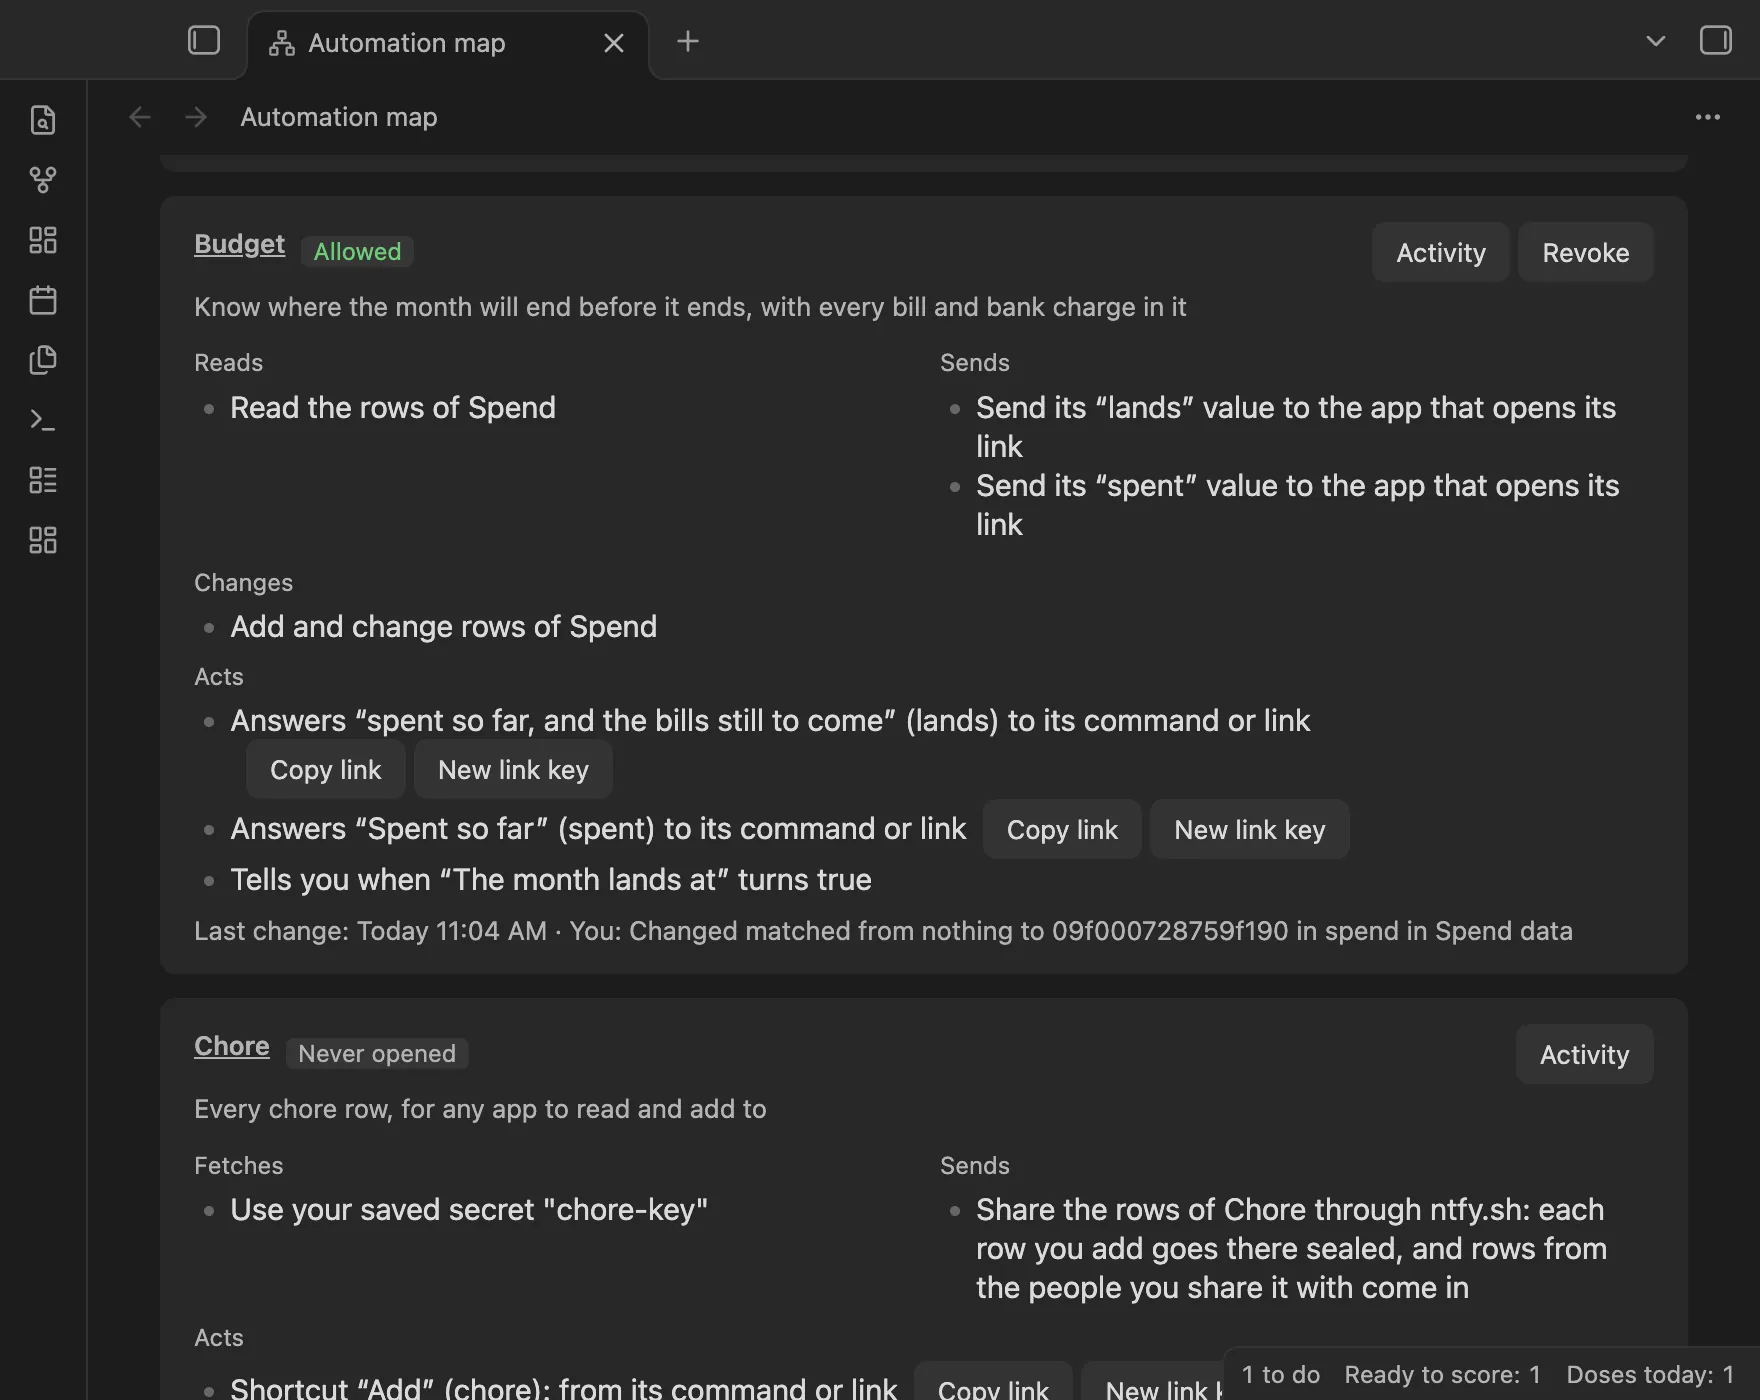 Automation map
Automation map
Budget Allowed Activity Revoke
Know where the month will end before it ends, with every bill and bank charge in it
Reads
Read the rows of Spend
Sends
Send its “lands” value to the app that opens its
link
Send its “spent” value to the app that opens its
link
Changes
Add and change rows of Spend
Acts
Answers “spent so far, and the bills still to come” (lands) to its command or link
Copy link New link key
Answers “Spent so far” (spent) to its command or link Copy link New link key
Tells you when “The month lands at” turns true
Last change: Today 11:04 AM · You: Changed matched from nothing to 09f000728759f190 in spend in Spend data
Chore Never opened Activity
Every chore row, for any app to read and add to
Fetches
Use your saved secret "chore-key"
Sends
Share the rows of Chore through ntfy.sh: each
row you add goes there sealed, and rows from
the people you share it with come in
Acts
Shortcut “Add” (chore): from its command or link Copy link New link
1 to do Ready to score: 1 Doses today: 1